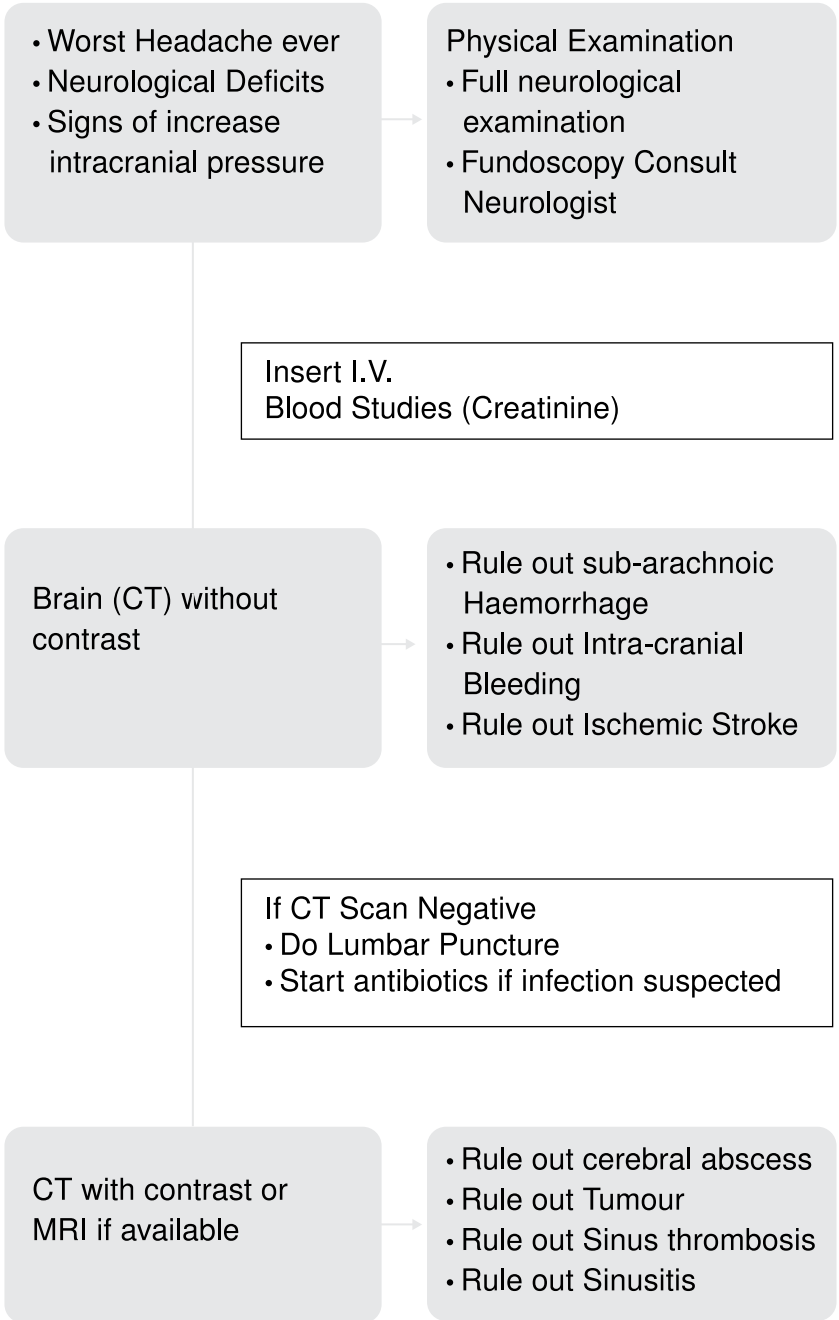 • Worst Headache ever
• Neurological Deficits
• Signs of increase
intracranial pressure
Physical Examination
• Full neurological
examination
• Fundoscopy Consult
Neurologist
Insert I.V.
Blood Studies (Creatinine)
Brain (CT) without
contrast
• Rule out sub-arachnoic
Haemorrhage
• Rule out Intra-cranial
Bleeding
• Rule out Ischemic Stroke
If CT Scan Negative
• Do Lumbar Puncture
• Start antibiotics if infection suspected
CT with contrast or
MRI if available
• Rule out cerebral abscess
• Rule out Tumour
• Rule out Sinus thrombosis
• Rule out Sinusitis